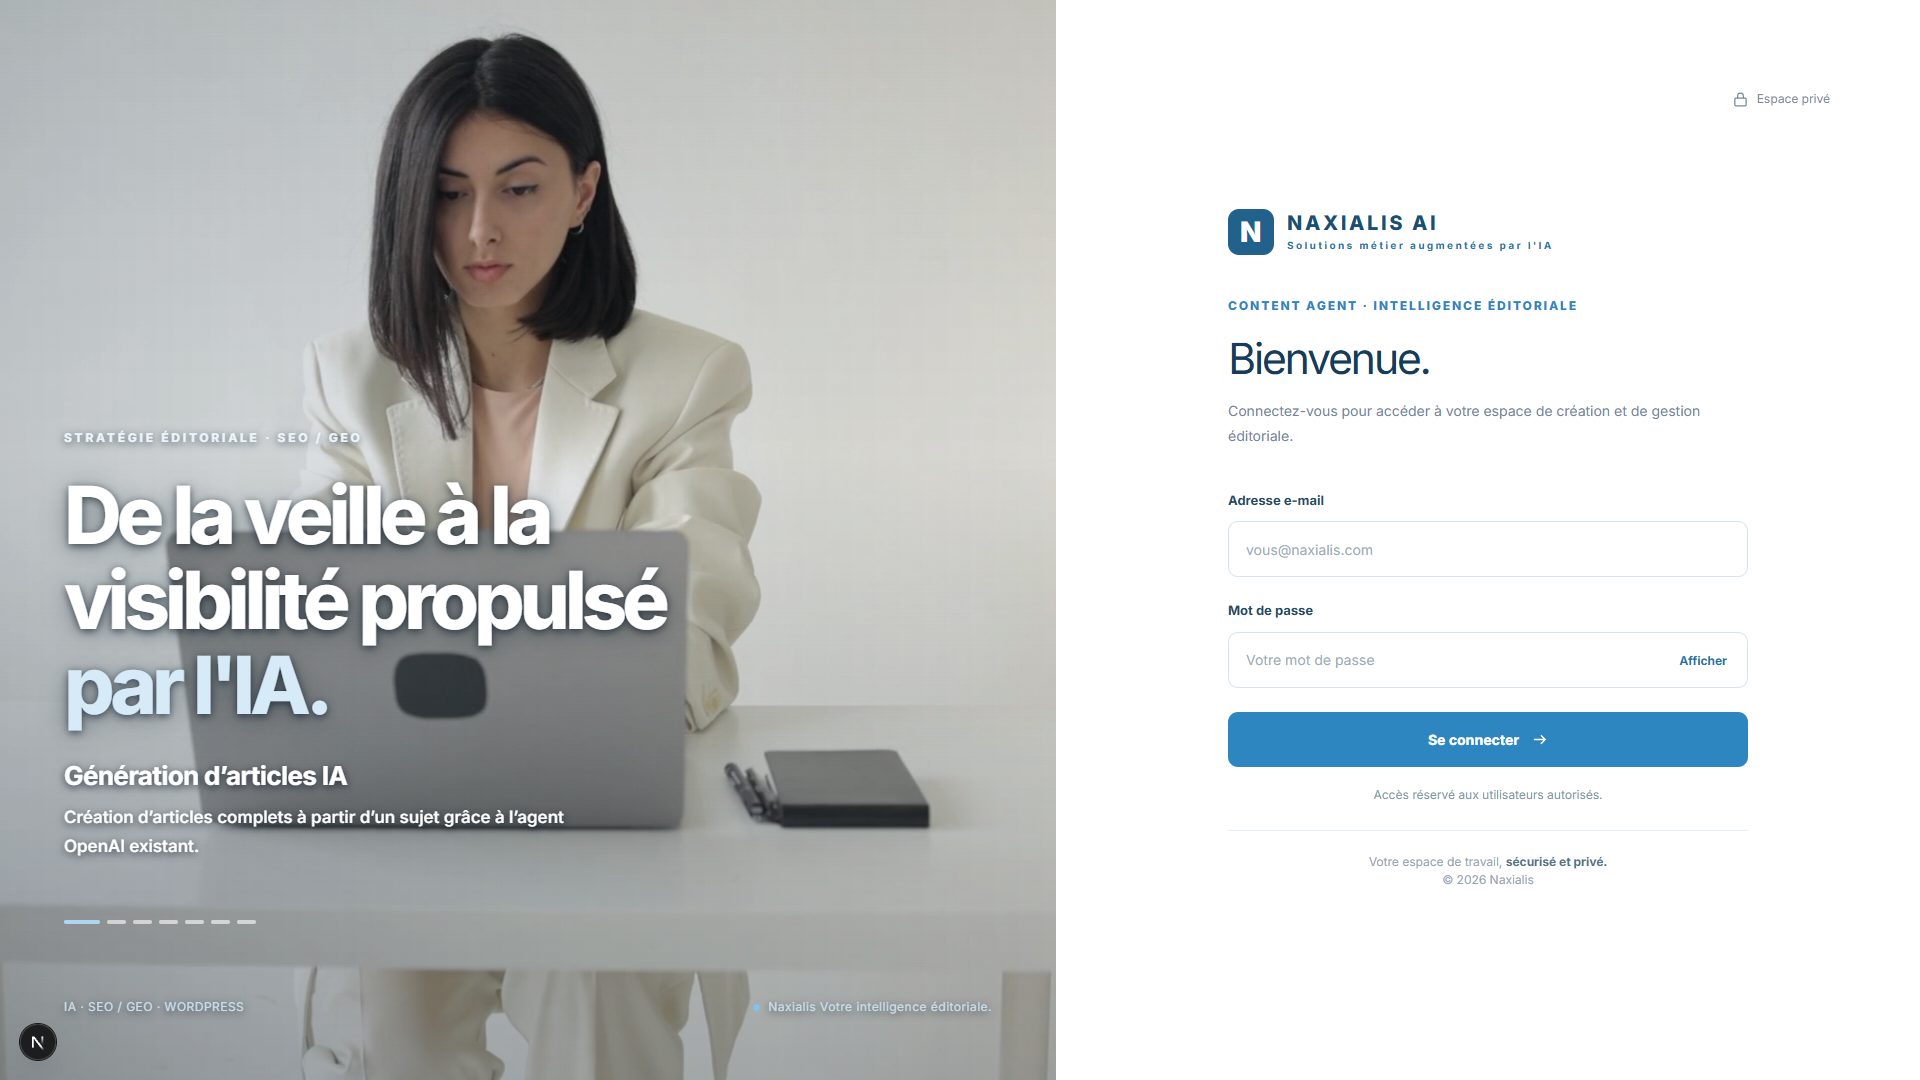 STRATÉGIE ÉDITORIALE · SEO / GEO
De la veille à la
visibilité propulsé
par l'IA.
Génération d’articles IA
Création d’articles complets à partir d’un sujet grâce à l’agent
OpenAI existant.
IA · SEO / GEO · WORDPRESS
Naxialis Votre intelligence éditoriale.
N
Espace privé
N
NAXIALIS AI
Solutions métier augmentées par l'IA
CONTENT AGENT · INTELLIGENCE ÉDITORIALE
Bienvenue.
Connectez-vous pour accéder à votre espace de création et de gestion
éditoriale.
Adresse e-mail
vous@naxialis.com
Mot de passe
Votre mot de passe
Afficher
Se connecter →
Accès réservé aux utilisateurs autorisés.
Votre espace de travail, sécurisé et privé.
© 2026 Naxialis